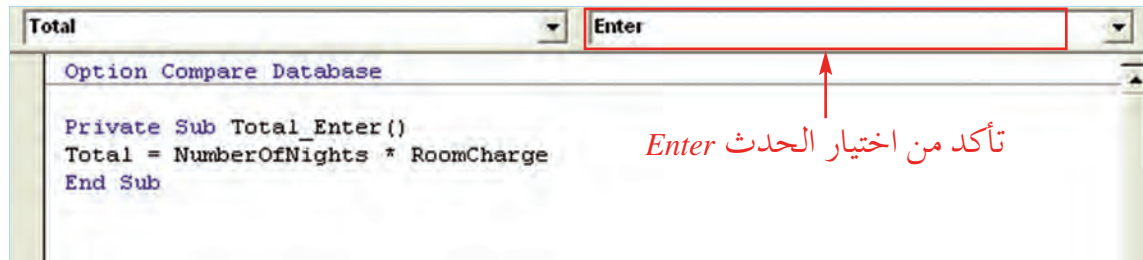 Total Enter
Option Compare Database
Private Sub Total_Enter()
Total = NumberOfNights * RoomCharge
End Sub
تأكد من اختيار الحدث Enter